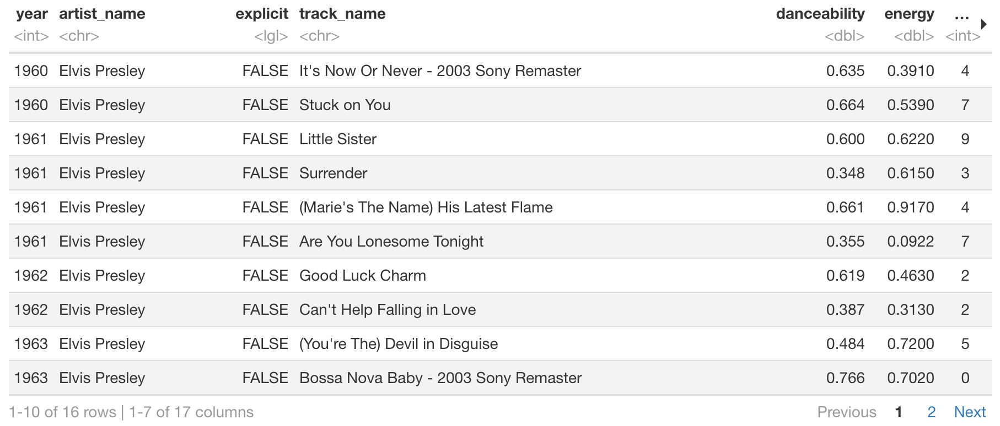 year artist_name explicit track_name danceability energy ...
<int> <chr> <lgl> <chr> <dbl> <dbl> <int>
1960 Elvis Presley FALSE It's Now Or Never - 2003 Sony Remaster 0.635 0.3910 4
1960 Elvis Presley FALSE Stuck on You 0.664 0.5390 7
1961 Elvis Presley FALSE Little Sister 0.600 0.6220 9
1961 Elvis Presley FALSE Surrender 0.348 0.6150 3
1961 Elvis Presley FALSE (Marie's The Name) His Latest Flame 0.661 0.9170 4
1961 Elvis Presley FALSE Are You Lonesome Tonight 0.355 0.0922 7
1962 Elvis Presley FALSE Good Luck Charm 0.619 0.4630 2
1962 Elvis Presley FALSE Can't Help Falling in Love 0.387 0.3130 2
1963 Elvis Presley FALSE (You're The) Devil in Disguise 0.484 0.7200 5
1963 Elvis Presley FALSE Bossa Nova Baby - 2003 Sony Remaster 0.766 0.7020 0
1-10 of 16 rows | 1-7 of 17 columns Previous 1 2 Next